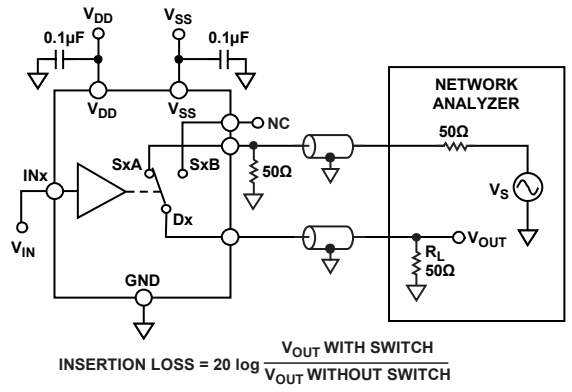 VDD
VSS
0.1µF
0.1µF
VDD
VSS
NETWORK
ANALYZER
NC
50Ω
SxA
SxB
50Ω
INx
VS
Dx
VIN
VOUT
RL
50Ω
GND
INSERTION LOSS = 20 log VOUT WITH SWITCH
VOUT WITHOUT SWITCH